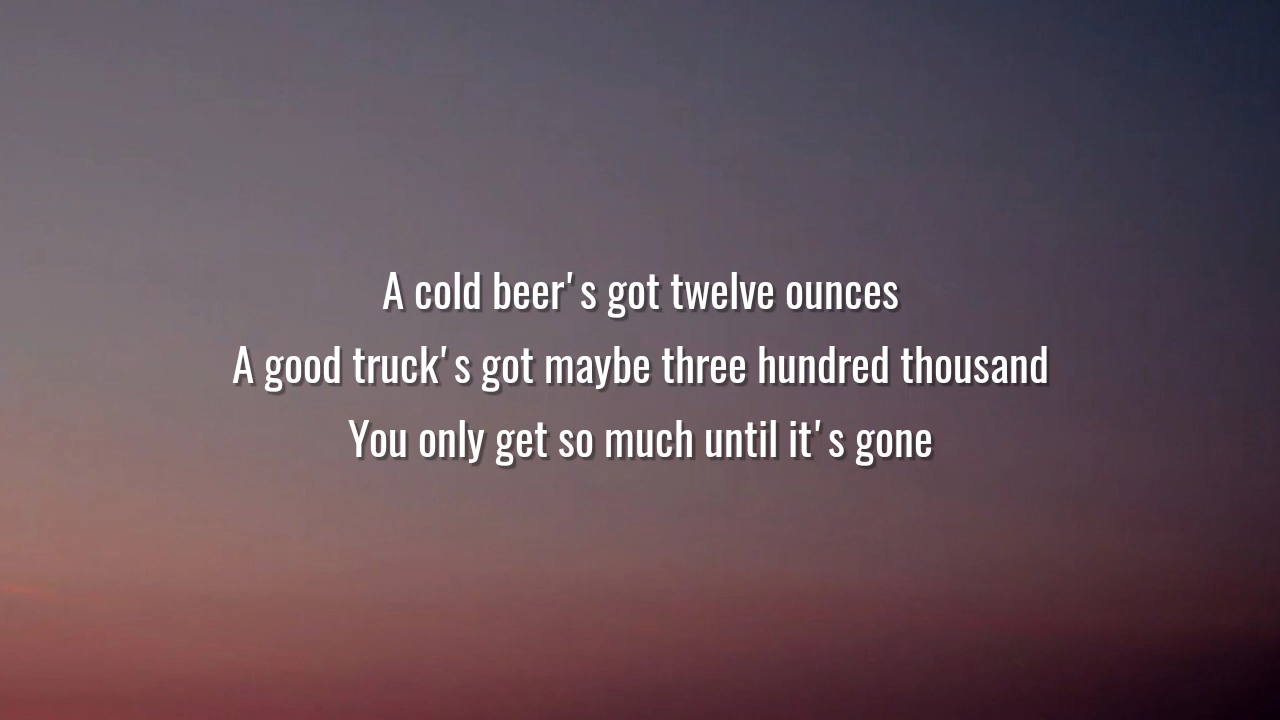 A cold beer's got twelve ounces
A good truck's got maybe three hundred thousand
You only get so much until it's gone